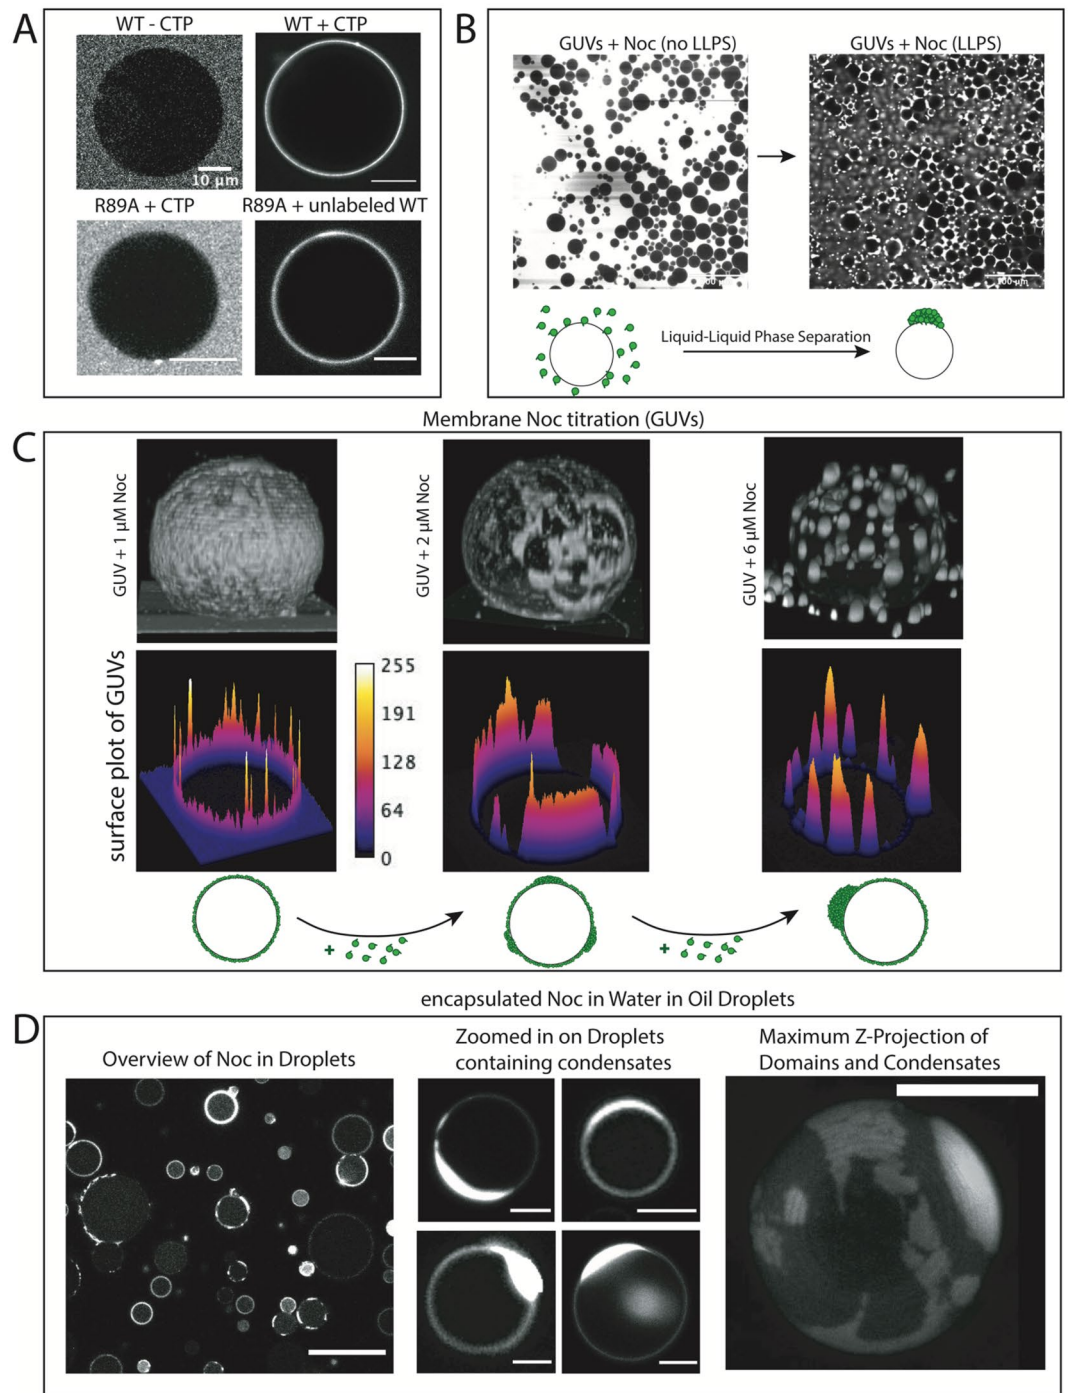 A
WT - CTP
WT + CTP
10 µm
R89A + CTP
R89A + unlabeled WT
B
GUVs + Noc (no LLPS)
GUVs + Noc (LLPS)
100 µm
Liquid-Liquid Phase Separation
Membrane Noc titration (GUVs)
C
GUV + 1 µM Noc
GUV + 2 µM Noc
GUV + 6 µM Noc
surface plot of GUVs
255
191
128
64
0
+
+
encapsulated Noc in Water in Oil Droplets
D
Overview of Noc in Droplets
Zoomed in on Droplets
containing condensates
Maximum Z-Projection of
Domains and Condensates